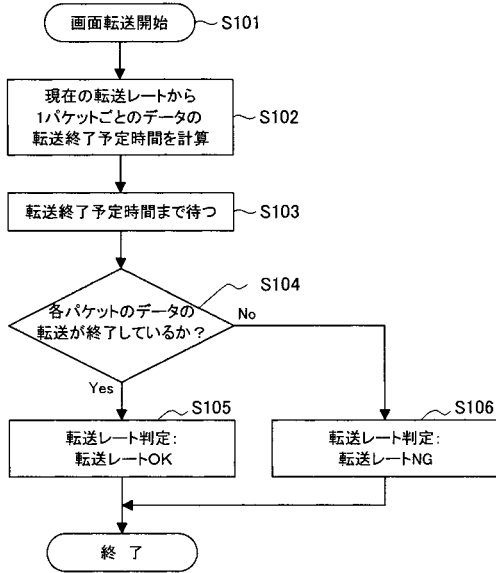 画面転送開始
S101
現在の転送レートから
1パケットごとのデータの
転送終了予定時間を計算
S102
転送終了予定時間まで待つ
S103
S104
各パケットのデータの
転送が終了しているか?
No
Yes
S105
転送レート判定:
転送レートOK
S106
転送レート判定:
転送レートNG
終 了